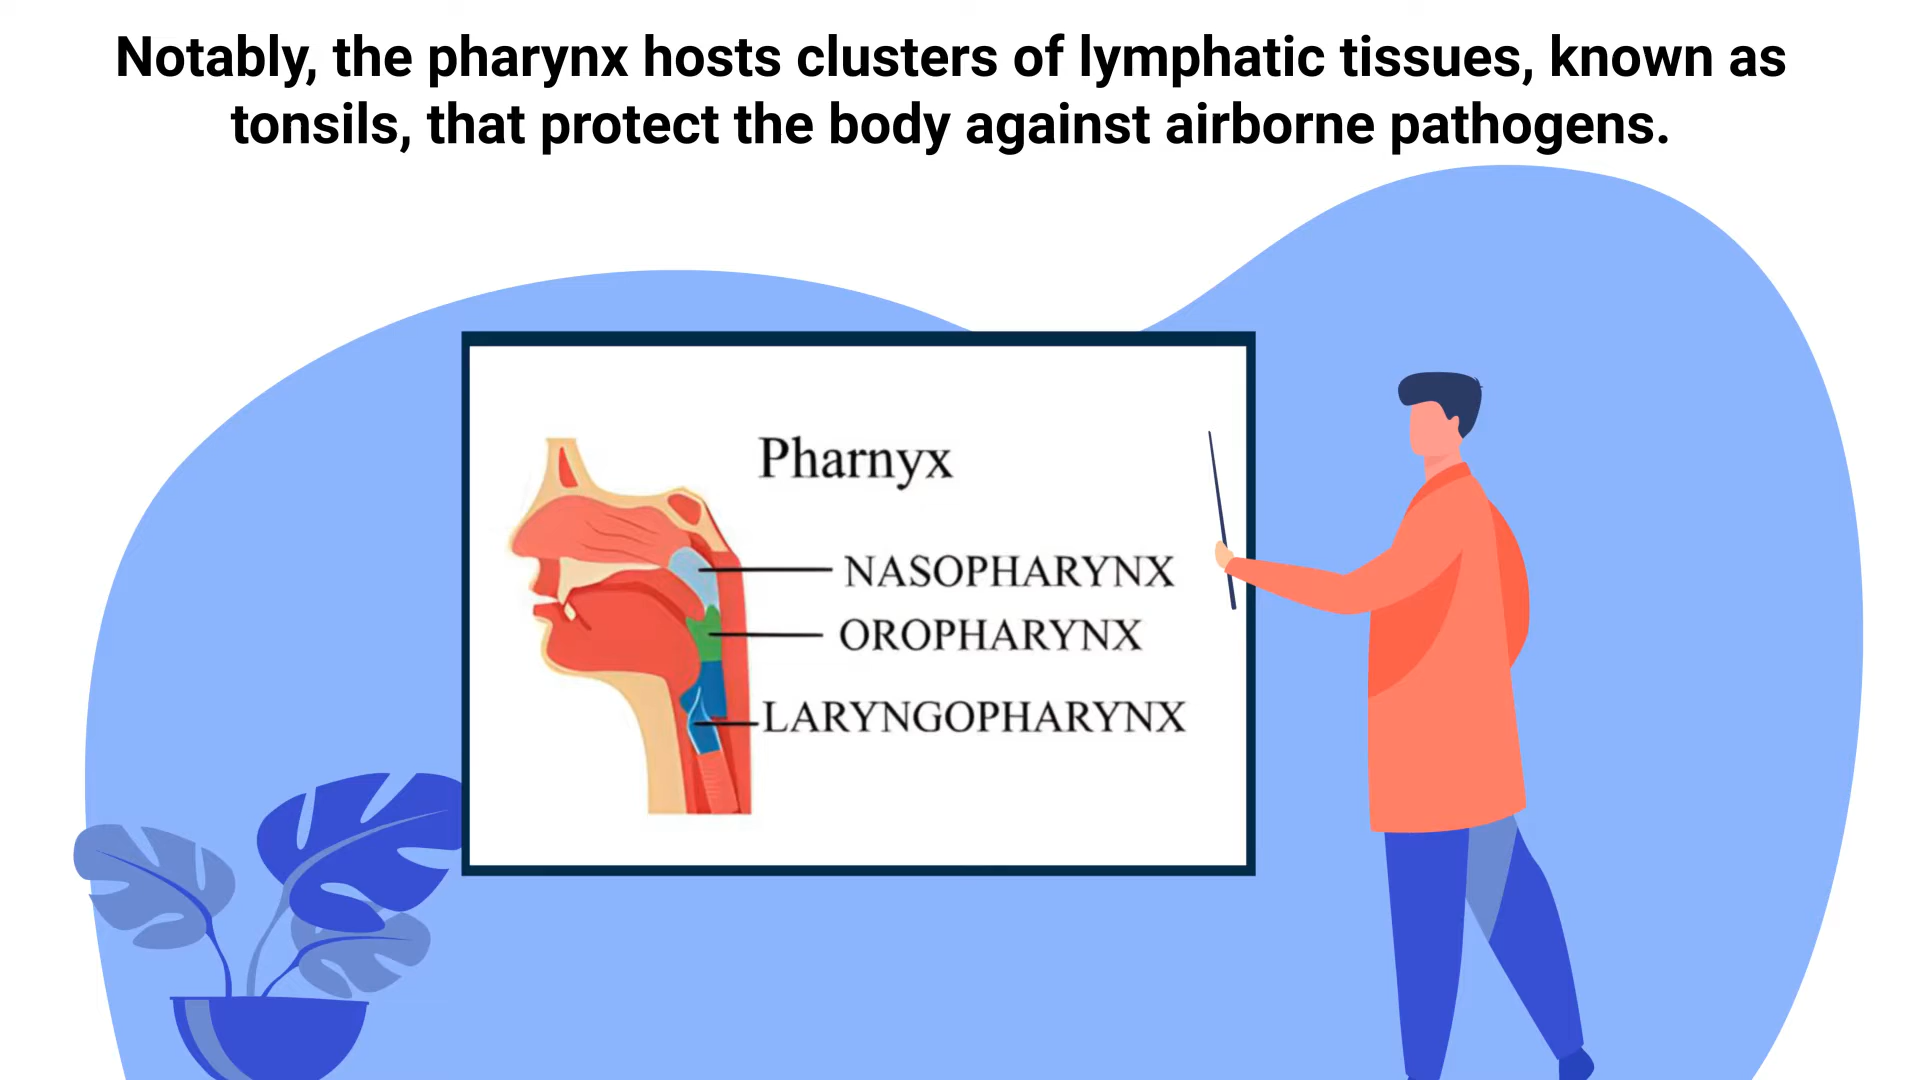 Notably, the pharynx hosts clusters of lymphatic tissues, known as
tonsils, that protect the body against airborne pathogens.
Pharnyx
NASOPHARYNX
OROPHARYNX
LARYNGOPHARYNX